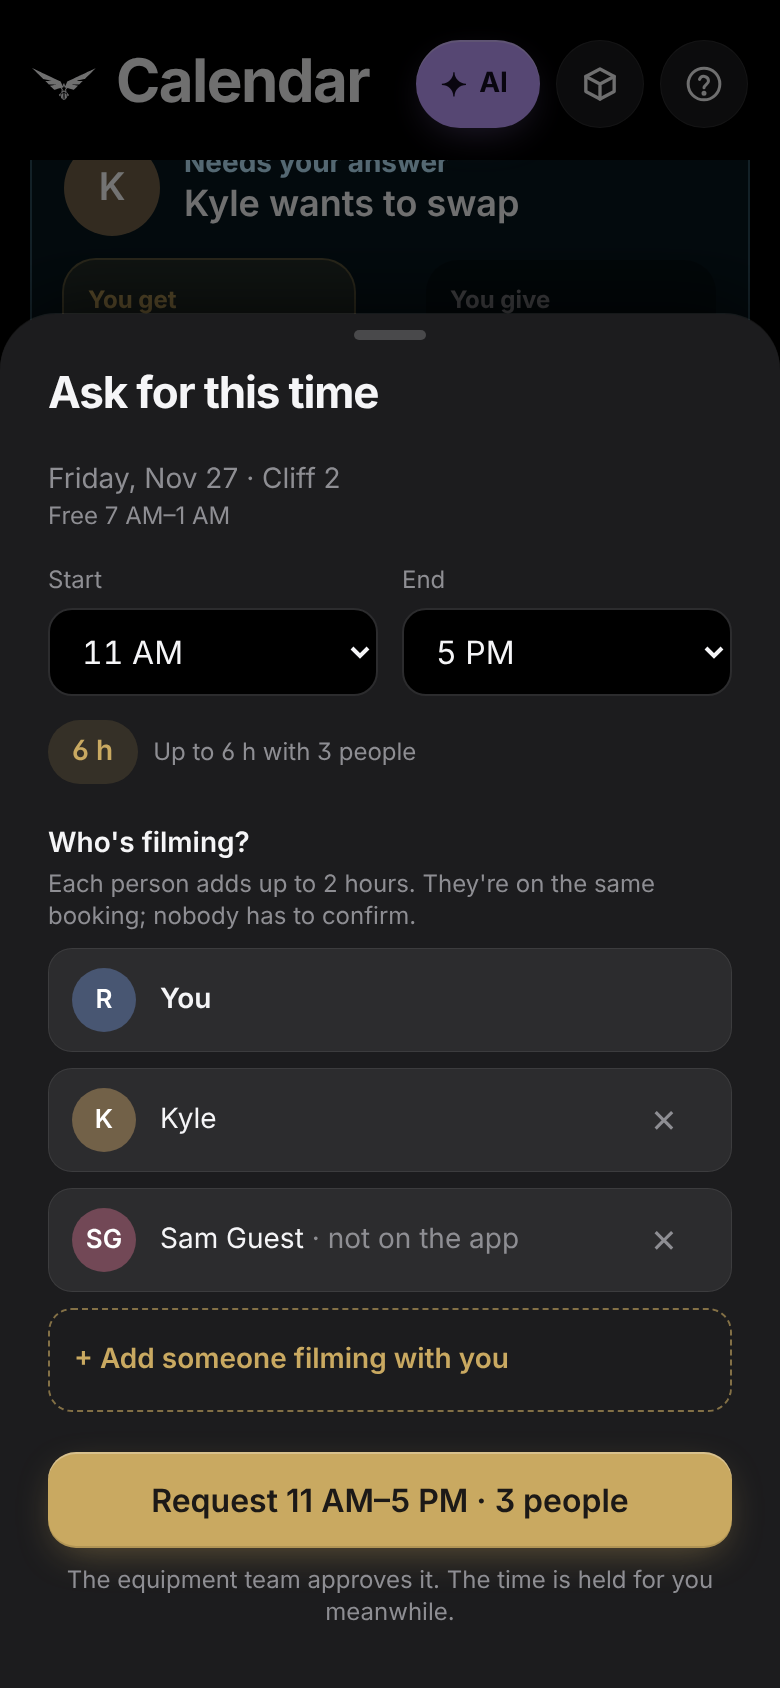 Calendar
AI
K
Needs your answer
Kyle wants to swap
You get
You give
Ask for this time
Friday, Nov 27 · Cliff 2
Free 7 AM–1 AM
Start
End
11 AM
5 PM
6 h
Up to 6 h with 3 people
Who's filming?
Each person adds up to 2 hours. They're on the same
booking; nobody has to confirm.
R
You
K
Kyle
SG
Sam Guest · not on the app
+ Add someone filming with you
Request 11 AM–5 PM · 3 people
The equipment team approves it. The time is held for you
meanwhile.